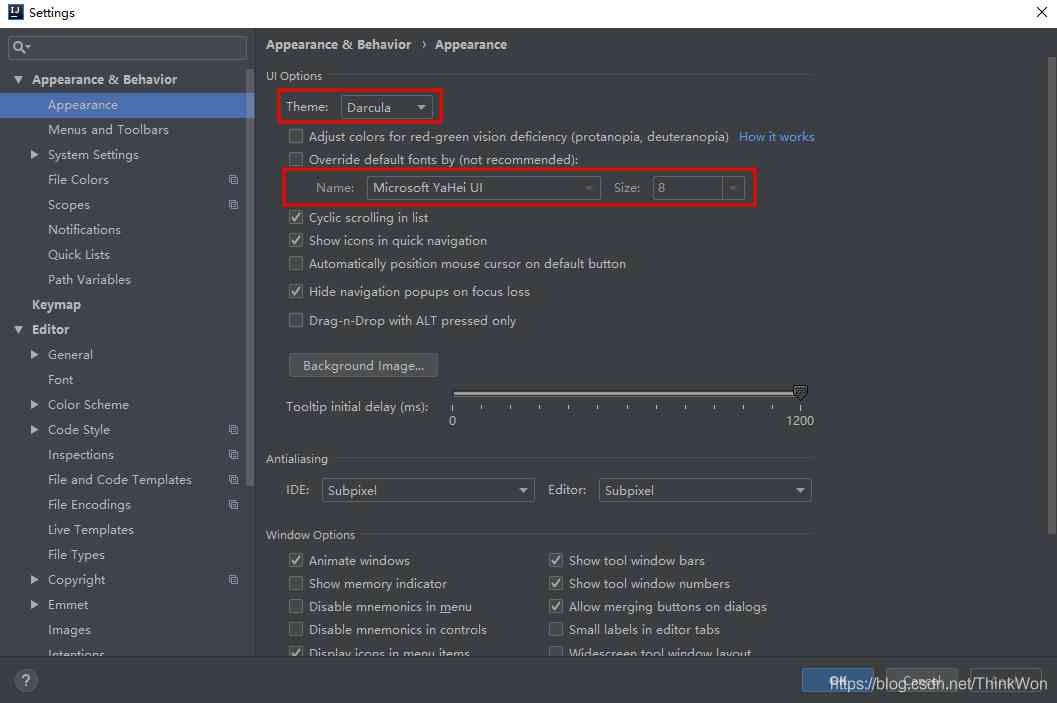 Settings
Appearance & Behavior
Appearance
Menus and Toolbars
System Settings
File Colors
Scopes
Notifications
Quick Lists
Path Variables
Keymap
Editor
General
Font
Color Scheme
Code Style
Inspections
File and Code Templates
File Encodings
Live Templates
File Types
Copyright
Emmet
Images
Intentions
Appearance & Behavior › Appearance
UI Options
Theme: Darcula
Adjust colors for red-green vision deficiency (protanopia, deuteranopia) How it works
Override default fonts by (not recommended):
Name: Microsoft YaHei UI Size: 8
Cyclic scrolling in list
Show icons in quick navigation
Automatically position mouse cursor on default button
Hide navigation popups on focus loss
Drag-n-Drop with ALT pressed only
Background Image...
Tooltip initial delay (ms):
0 1200
Antialiasing
IDE: Subpixel Editor: Subpixel
Window Options
Animate windows Show tool window bars
Show memory indicator Show tool window numbers
Disable mnemonics in menu Allow merging buttons on dialogs
Disable mnemonics in controls Small labels in editor tabs
Display icons in menu items Widescreen tool window layout
? OK Cancel
https://blog.csdn.net/ThinkWon